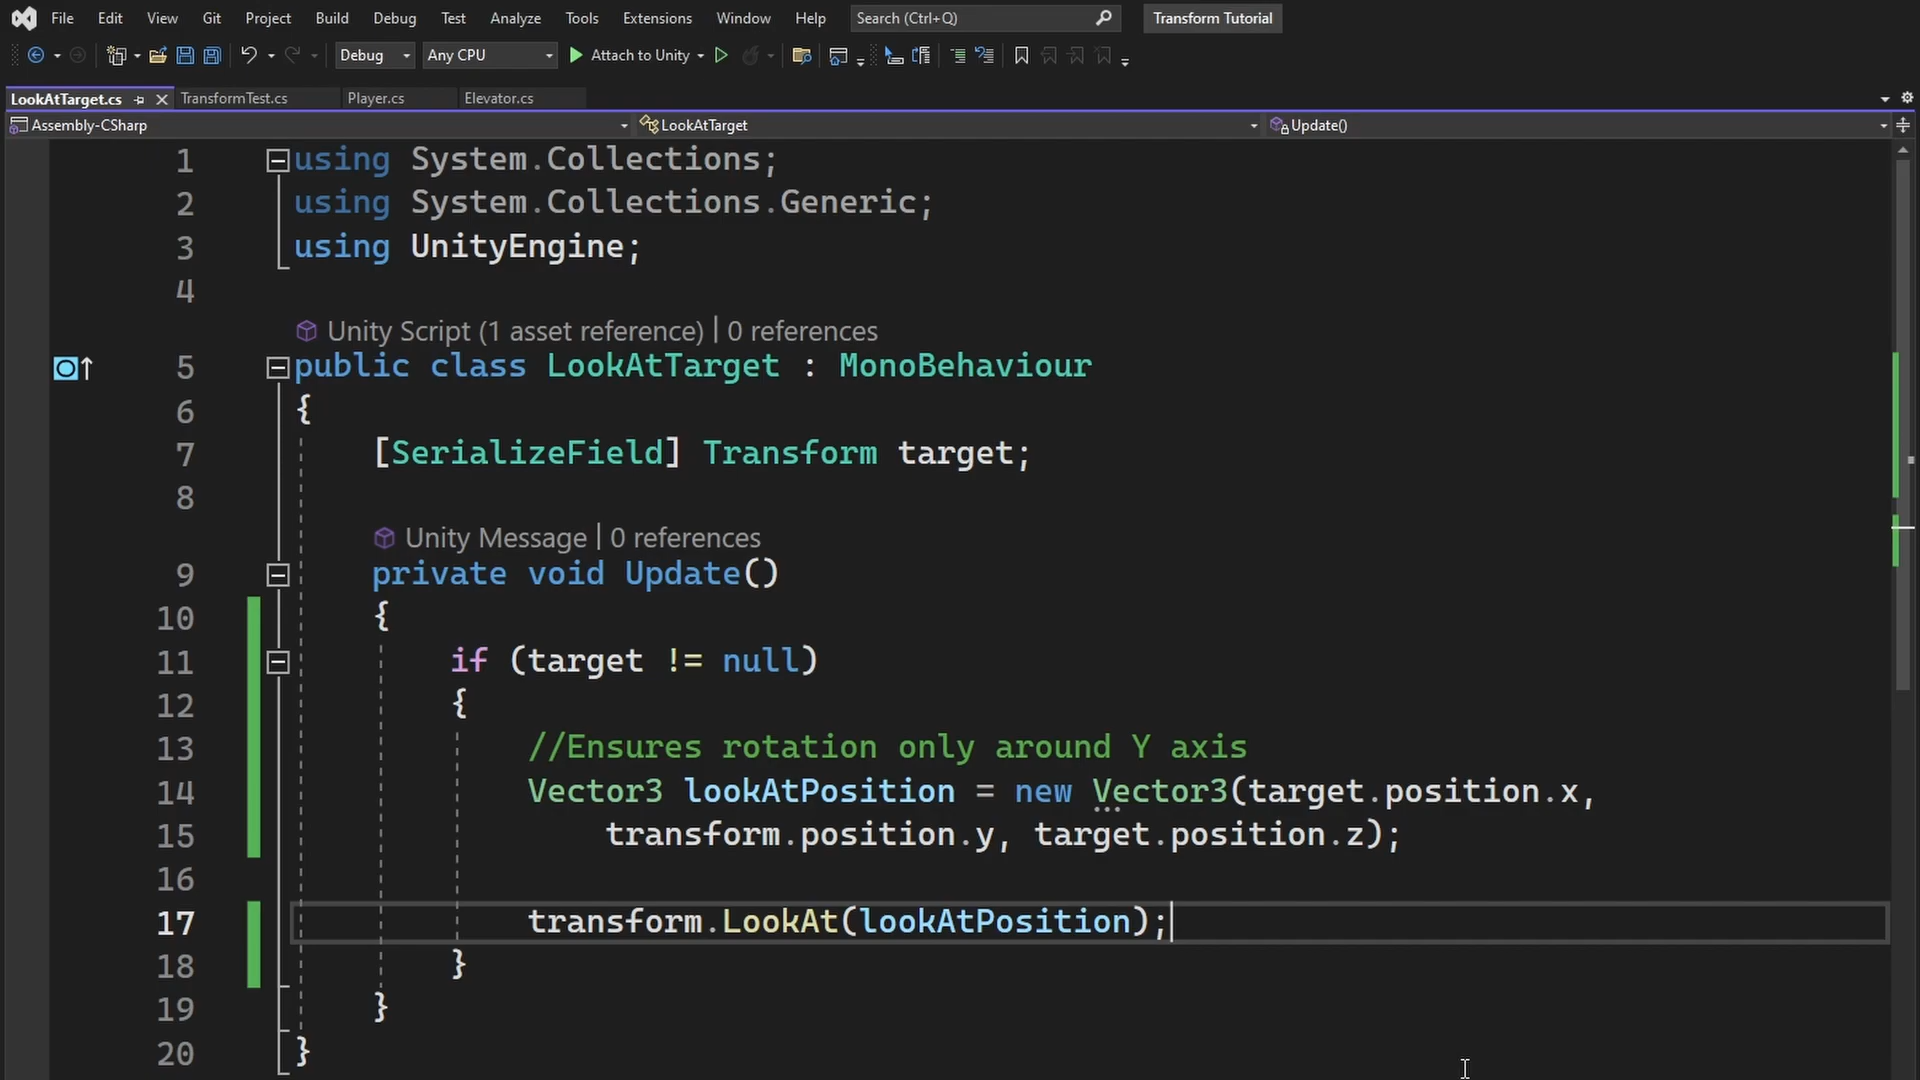 File Edit View Git Project Build Debug Test Analyze Tools Extensions Window Help Search (Ctrl+Q) Transform Tutorial
Debug Any CPU Attach to Unity
LookAtTarget.cs TransformTest.cs Player.cs Elevator.cs
Assembly-CSharp LookAtTarget Update()
1 using System.Collections;
2 using System.Collections.Generic;
3 using UnityEngine;
4
Unity Script (1 asset reference) | 0 references
5 public class LookAtTarget : MonoBehaviour
6 {
7 [SerializeField] Transform target;
8
Unity Message | 0 references
9 private void Update()
10 {
11 if (target != null)
12 {
13 //Ensures rotation only around Y axis
14 Vector3 lookAtPosition = new Vector3(target.position.x,
15 transform.position.y, target.position.z);
16
17 transform.LookAt(lookAtPosition);
18 }
19 }
20 }